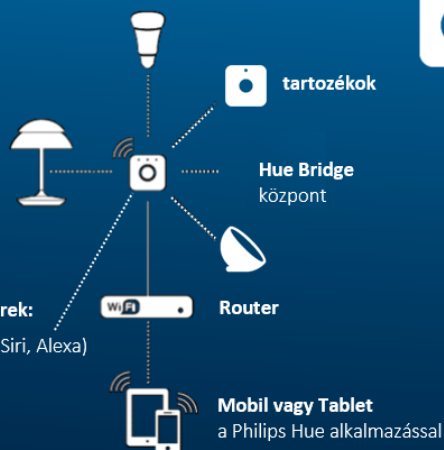 tartozékok
Hue Bridge
központ
WiFi
Router
rek:
Siri, Alexa)
Mobil vagy Tablet
a Philips Hue alkalmazással